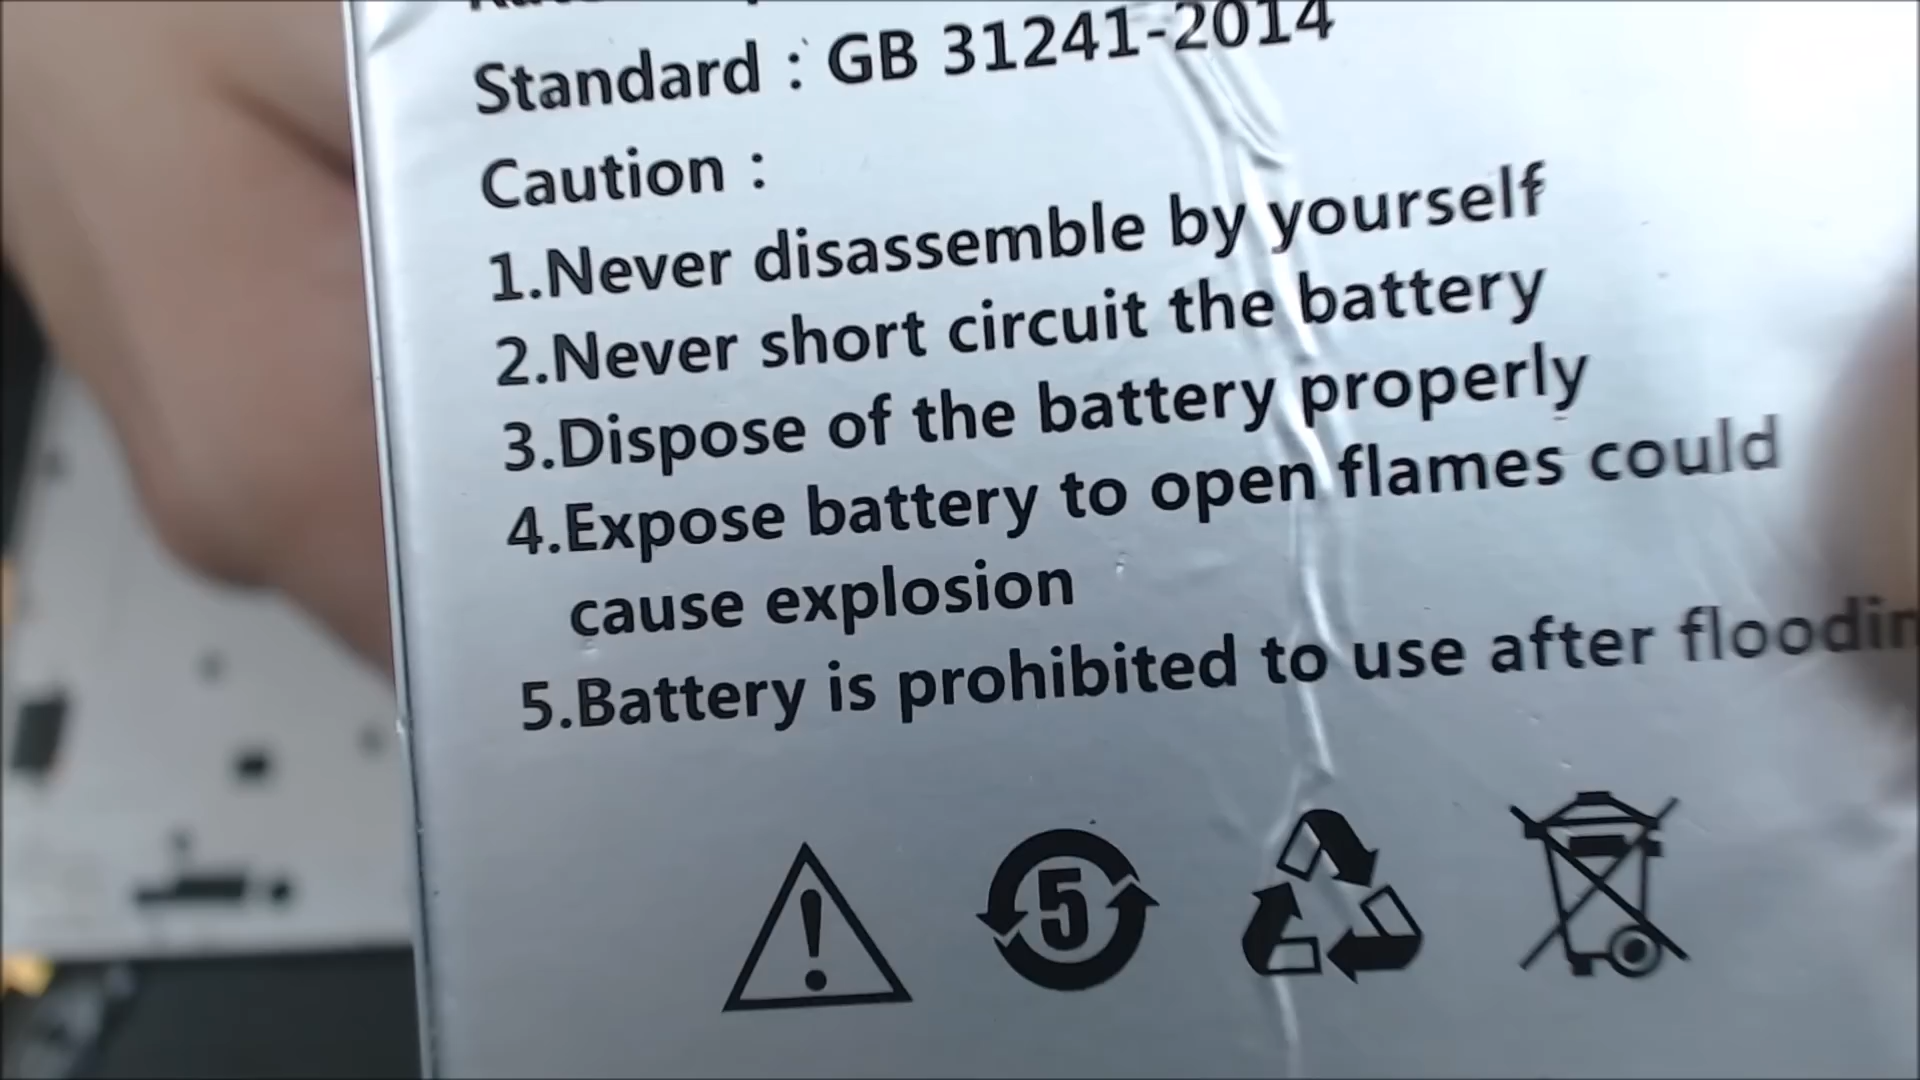 Standard : GB 31241-2014
Caution :
1.Never disassemble by yourself
2.Never short circuit the battery
3.Dispose of the battery properly
4.Expose battery to open flames could
cause explosion
5.Battery is prohibited to use after floodin
5